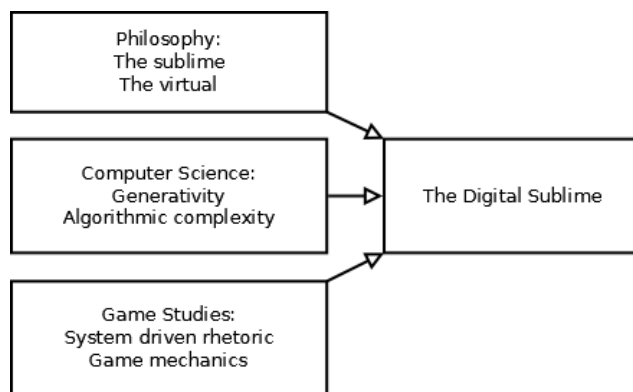 Philosophy:
The sublime
The virtual
Computer Science:
Generativity
Algorithmic complexity
The Digital Sublime
Game Studies:
System driven rhetoric
Game mechanics